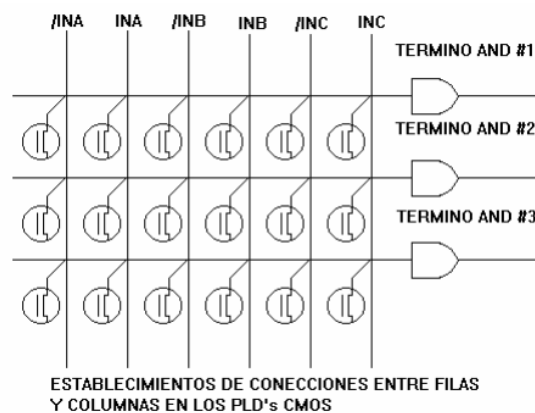 /INA INA /INB INB /INC INC
TERMINO AND #1
TERMINO AND #2
TERMINO AND #3
ESTABLECIMIENTOS DE CONECCIONES ENTRE FILAS
Y COLUMNAS EN LOS PLD's CMOS